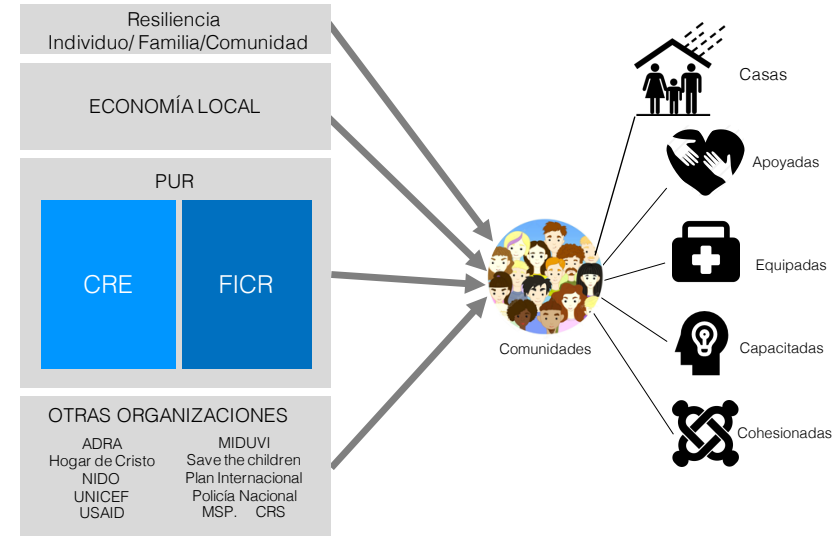 Resiliencia
Individuo/ Familia/Comunidad
ECONOMÍA LOCAL
PUR
CRE
FICR
OTRAS ORGANIZACIONES
ADRA
Hogar de Cristo
NIDO
UNICEF
USAID
MIDUVI
Save the children
Plan Internacional
Policía Nacional
MSP. CRS
Comunidades
Casas
Apoyadas
Equipadas
Capacitadas
Cohesionadas